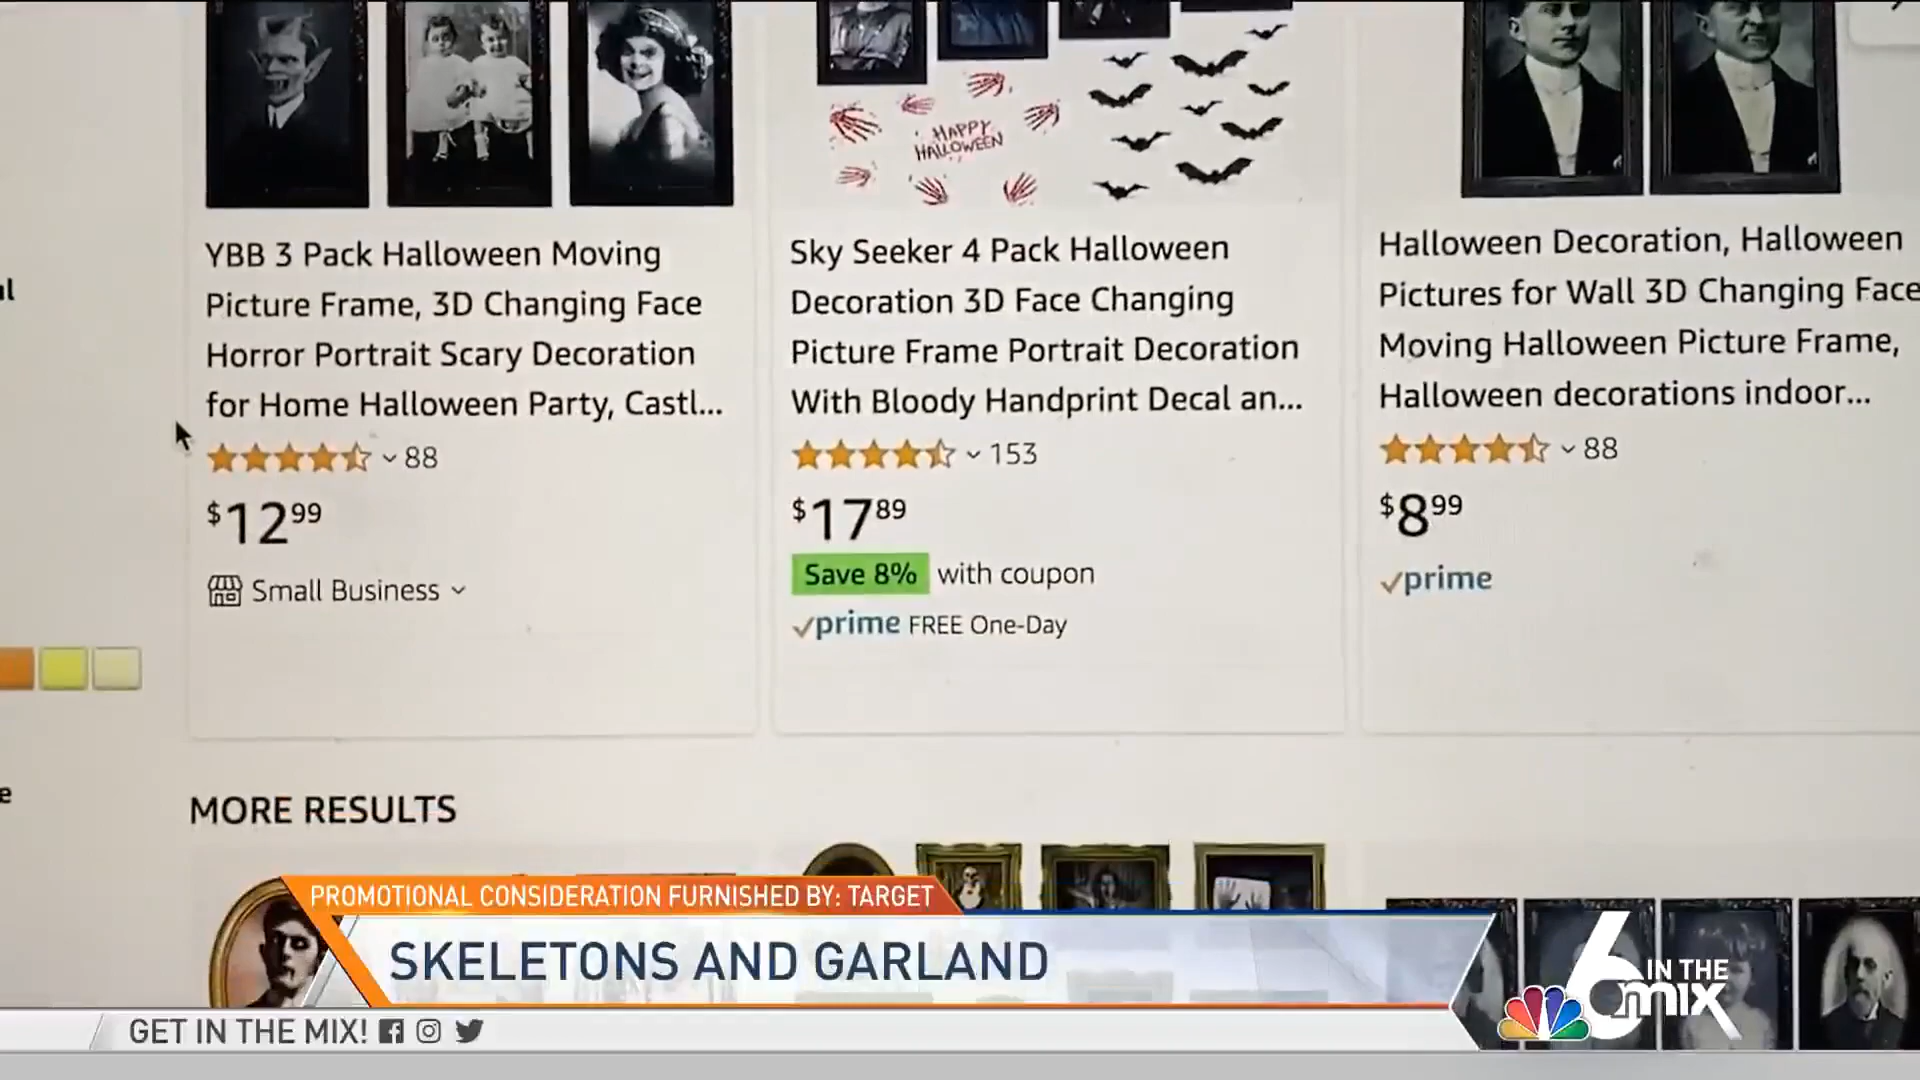 HAPPY
HALLOWEEN
YBB 3 Pack Halloween Moving
Picture Frame, 3D Changing Face
Horror Portrait Scary Decoration
for Home Halloween Party, Castl...
88
$12.99
Small Business
Sky Seeker 4 Pack Halloween
Decoration 3D Face Changing
Picture Frame Portrait Decoration
With Bloody Handprint Decal an...
153
$17.89
Save 8% with coupon
prime FREE One-Day
Halloween Decoration, Halloween
Pictures for Wall 3D Changing Face
Moving Halloween Picture Frame,
Halloween decorations indoor...
88
$8.99
prime
MORE RESULTS
PROMOTIONAL CONSIDERATION FURNISHED BY: TARGET
SKELETONS AND GARLAND
GET IN THE MIX!
6 IN THE
mix